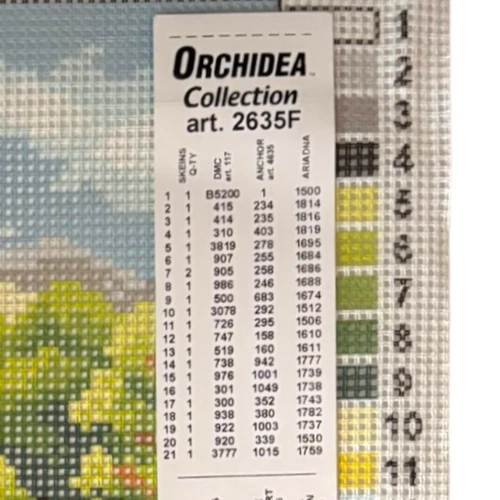 ORCHIDEA™
Collection
art. 2635F
SKEINS Q-TY DMC art. 117 ANCHOR art. 4635 ARIADNA
1 1 B5200 1 1500
2 1 415 234 1814
3 1 414 235 1816
4 1 310 403 1819
5 1 3819 278 1695
6 1 907 255 1684
7 2 905 258 1686
8 1 986 246 1688
9 1 500 683 1674
10 1 3078 292 1512
11 1 726 295 1506
12 1 747 158 1610
13 1 519 160 1611
14 1 738 942 1777
15 1 976 1001 1739
16 1 301 1049 1738
17 1 300 352 1743
18 1 938 380 1782
19 1 922 1003 1737
20 1 920 339 1530
21 1 3777 1015 1759
1
2
3
4
5
6
7
8
9
10
11